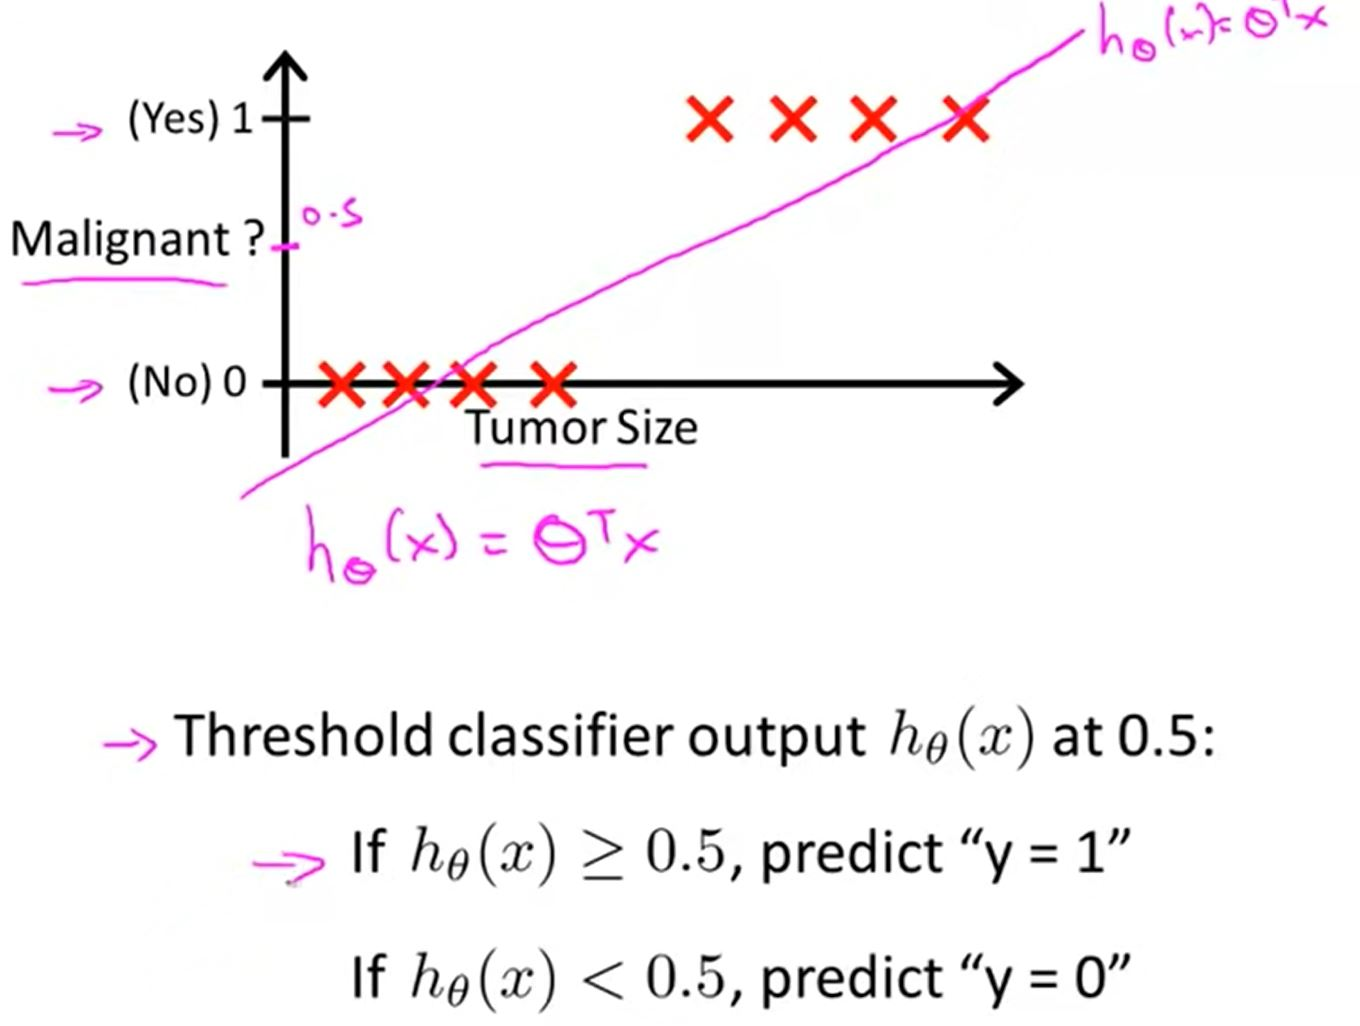 hθ(x) = θᵀx
→ (Yes) 1
0.5
Malignant ?
→ (No) 0
Tumor Size
hθ(x) = θᵀx
→ Threshold classifier output hθ(x) at 0.5:
→ If hθ(x) ≥ 0.5, predict “y = 1”
If hθ(x) < 0.5, predict “y = 0”